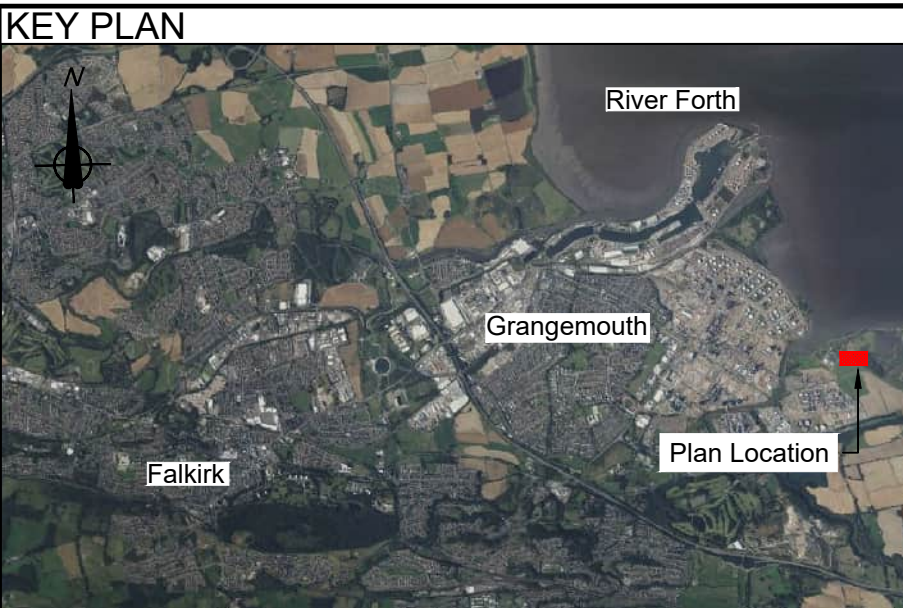 KEY PLAN
N
River Forth
Grangemouth
Plan Location
Falkirk